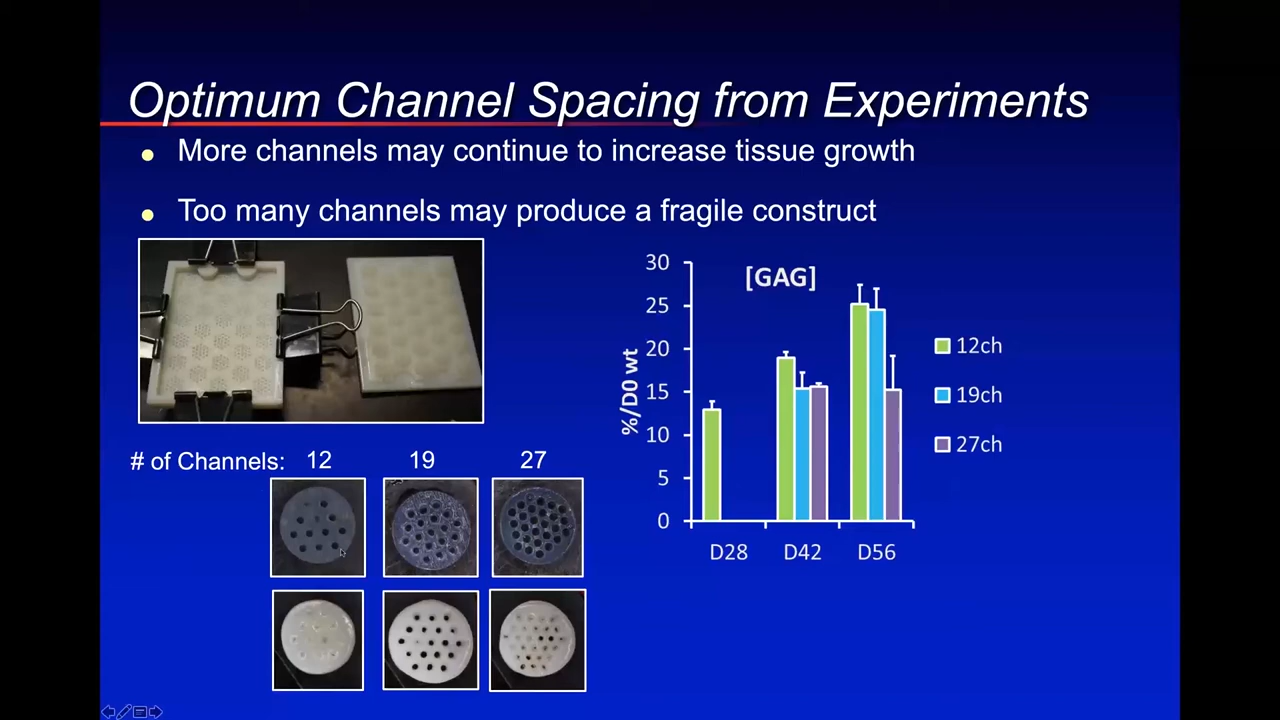 Optimum Channel Spacing from Experiments
• More channels may continue to increase tissue growth
• Too many channels may produce a fragile construct
# of Channels: 12 19 27
[GAG]
%/D0 wt
30
25
20
15
10
5
0
D28 D42 D56
12ch
19ch
27ch